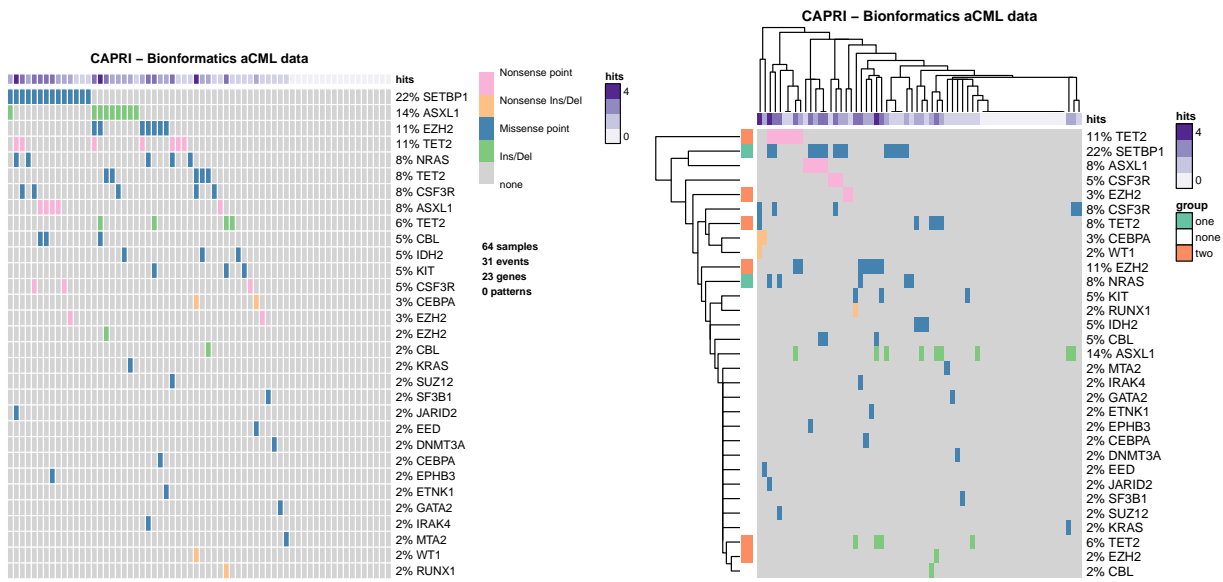 CAPRI – Bionformatics aCML data
hits
22% SETBP1
14% ASXL1
11% EZH2
11% TET2
8% NRAS
8% TET2
8% CSF3R
8% ASXL1
6% TET2
5% CBL
5% IDH2
5% KIT
5% CSF3R
3% CEBPA
3% EZH2
2% EZH2
2% CBL
2% KRAS
2% SUZ12
2% SF3B1
2% JARID2
2% EED
2% DNMT3A
2% CEBPA
2% EPHB3
2% ETNK1
2% GATA2
2% IRAK4
2% MTA2
2% WT1
2% RUNX1
Nonsense point
Nonsense Ins/Del
Missense point
Ins/Del
none
hits
4
0
64 samples
31 events
23 genes
0 patterns
CAPRI – Bionformatics aCML data
hits
11% TET2
22% SETBP1
8% ASXL1
5% CSF3R
3% EZH2
8% CSF3R
8% TET2
3% CEBPA
2% WT1
11% EZH2
8% NRAS
5% KIT
2% RUNX1
5% IDH2
5% CBL
14% ASXL1
2% MTA2
2% IRAK4
2% GATA2
2% ETNK1
2% EPHB3
2% CEBPA
2% DNMT3A
2% EED
2% JARID2
2% SF3B1
2% SUZ12
2% KRAS
6% TET2
2% EZH2
2% CBL
hits
4
0
group
one
none
two